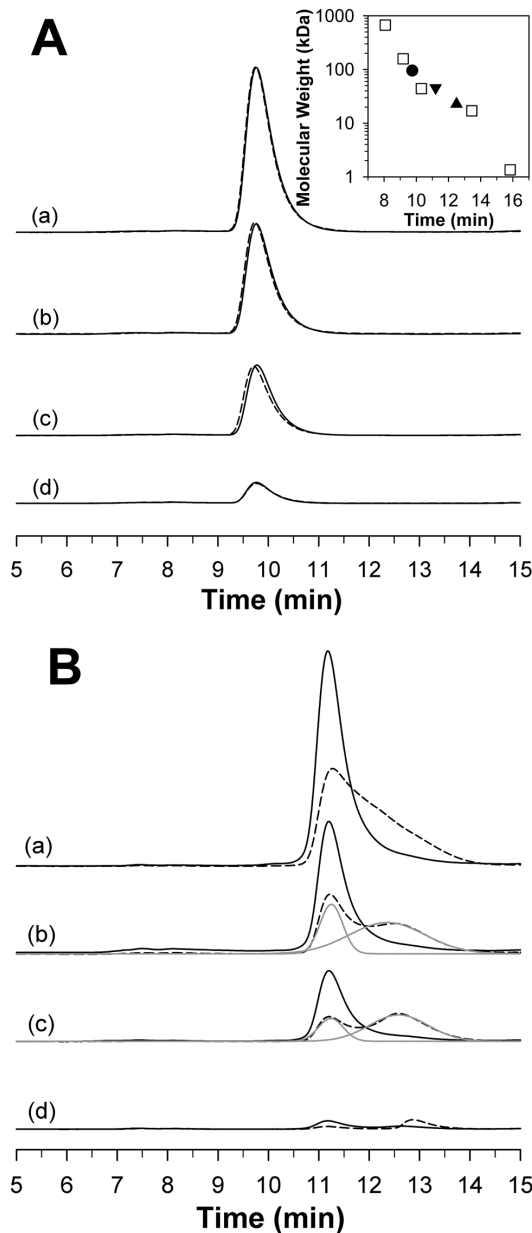 A
Molecular Weight (kDa)
1000
100
10
1
8 10 12 14 16
Time (min)
(a)
(b)
(c)
(d)
5 6 7 8 9 10 11 12 13 14 15
Time (min)
B
(a)
(b)
(c)
(d)
5 6 7 8 9 10 11 12 13 14 15
Time (min)